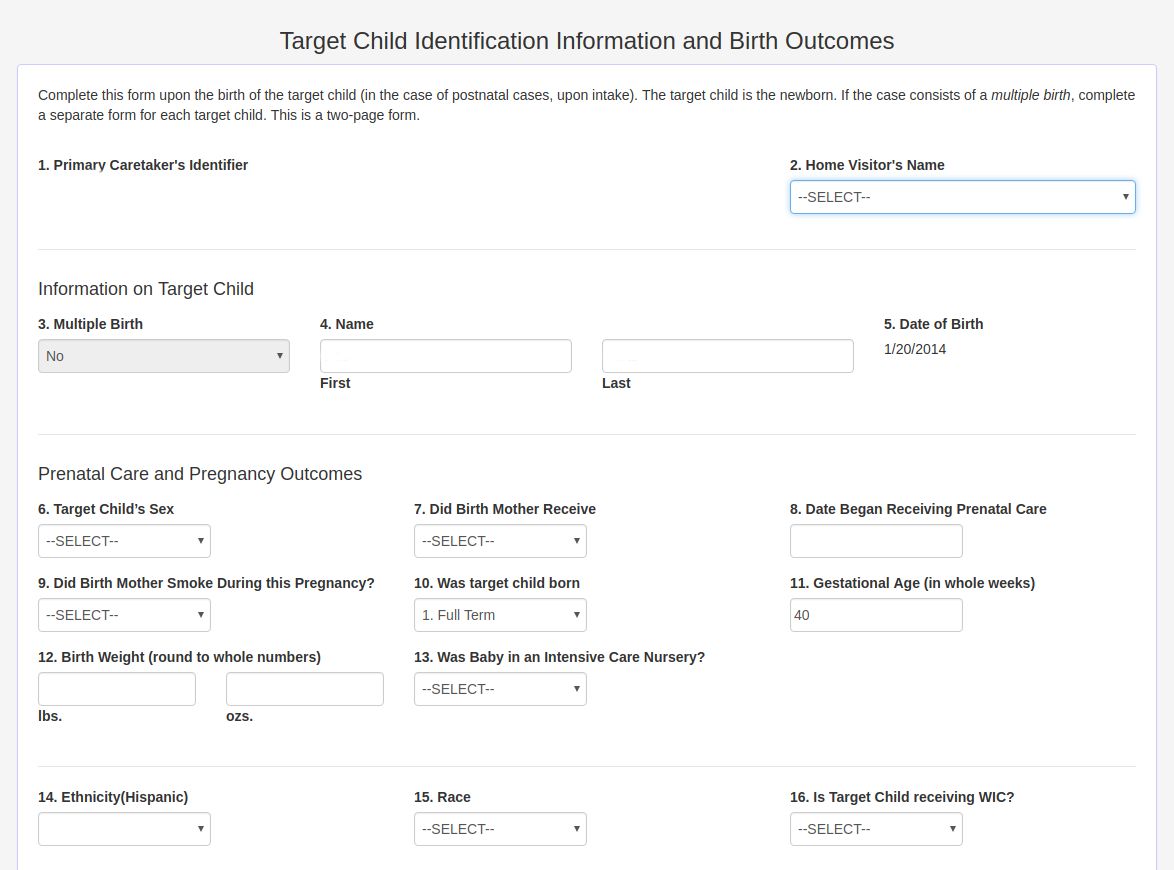 Target Child Identification Information and Birth Outcomes
Complete this form upon the birth of the target child (in the case of postnatal cases, upon intake). The target child is the newborn. If the case consists of a multiple birth, complete
a separate form for each target child. This is a two-page form.
1. Primary Caretaker's Identifier
2. Home Visitor's Name
--SELECT--
Information on Target Child
3. Multiple Birth
4. Name
5. Date of Birth
No
1/20/2014
First
Last
Prenatal Care and Pregnancy Outcomes
6. Target Child’s Sex
7. Did Birth Mother Receive
8. Date Began Receiving Prenatal Care
--SELECT--
--SELECT--
9. Did Birth Mother Smoke During this Pregnancy?
10. Was target child born
11. Gestational Age (in whole weeks)
--SELECT--
1. Full Term
40
12. Birth Weight (round to whole numbers)
13. Was Baby in an Intensive Care Nursery?
--SELECT--
lbs.
ozs.
14. Ethnicity(Hispanic)
15. Race
16. Is Target Child receiving WIC?
--SELECT--
--SELECT--